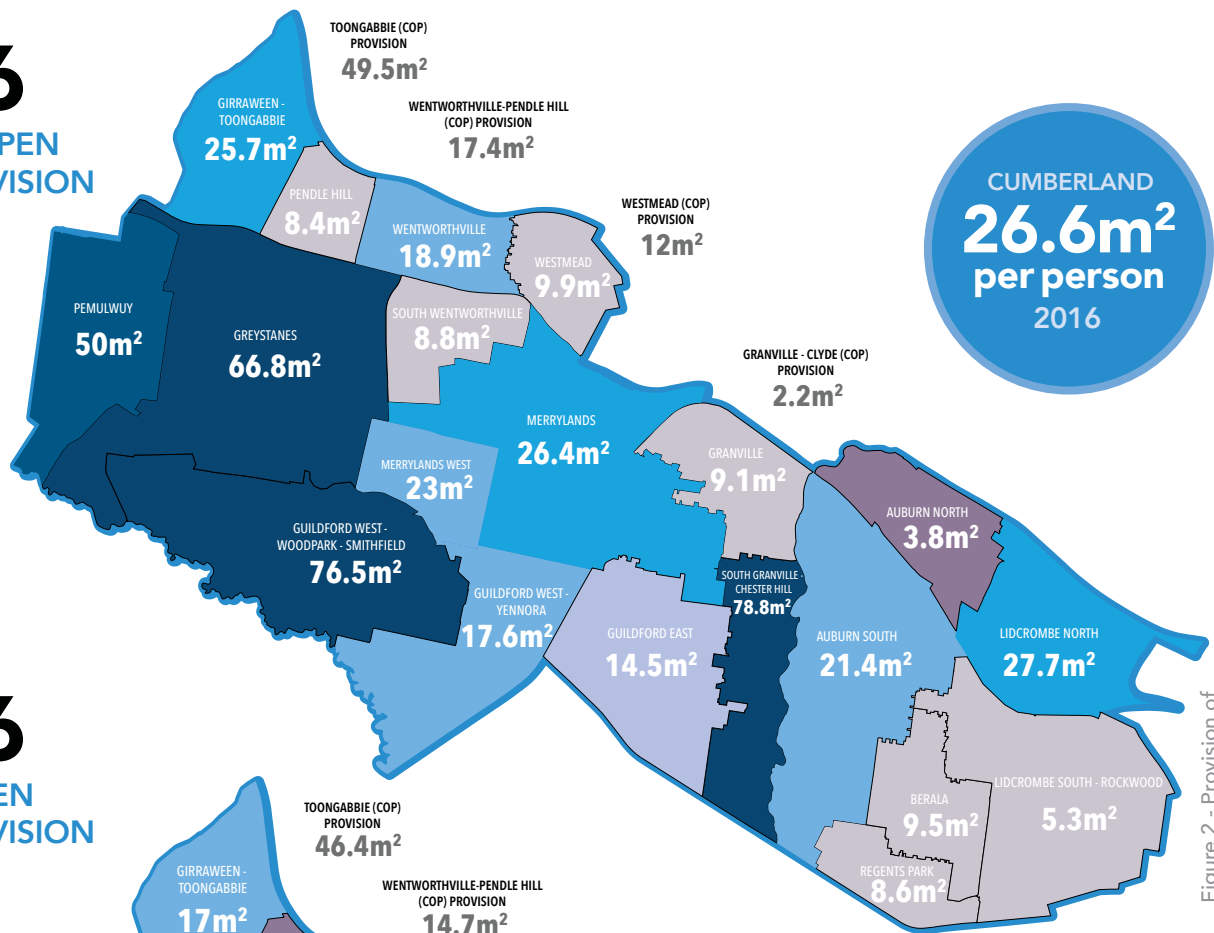 6
PEN
VISION
TOONGABBIE (COP)
PROVISION
49.5m²
WENTWORTHVILLE-PENDLE HILL
(COP) PROVISION
17.4m²
WESTMEAD (COP)
PROVISION
12m²
GRANVILLE - CLYDE (COP)
PROVISION
2.2m²
CUMBERLAND
26.6m²
per person
2016
GIRRAWEEN -
TOONGABBIE
25.7m²
PENDLE HILL
8.4m²
WENTWORTHVILLE
18.9m²
WESTMEAD
9.9m²
PEMULWUY
50m²
GREYSTANES
66.8m²
SOUTH WENTWORTHVILLE
8.8m²
MERRYLANDS
26.4m²
MERRYLANDS WEST
23m²
GRANVILLE
9.1m²
AUBURN NORTH
3.8m²
GUILDFORD WEST -
WOODPARK - SMITHFIELD
76.5m²
GUILDFORD WEST -
YENNORA
17.6m²
GUILDFORD EAST
14.5m²
SOUTH GRANVILLE -
CHESTER HILL
78.8m²
AUBURN SOUTH
21.4m²
LIDCROMBE NORTH
27.7m²
BERALA
9.5m²
LIDCROMBE SOUTH - ROCKWOOD
5.3m²
REGENTS PARK
8.6m²
Figure 2 - Provision of
6
EN
VISION
TOONGABBIE (COP)
PROVISION
46.4m²
WENTWORTHVILLE-PENDLE HILL
(COP) PROVISION
14.7m²
GIRRAWEEN -
TOONGABBIE
17m²